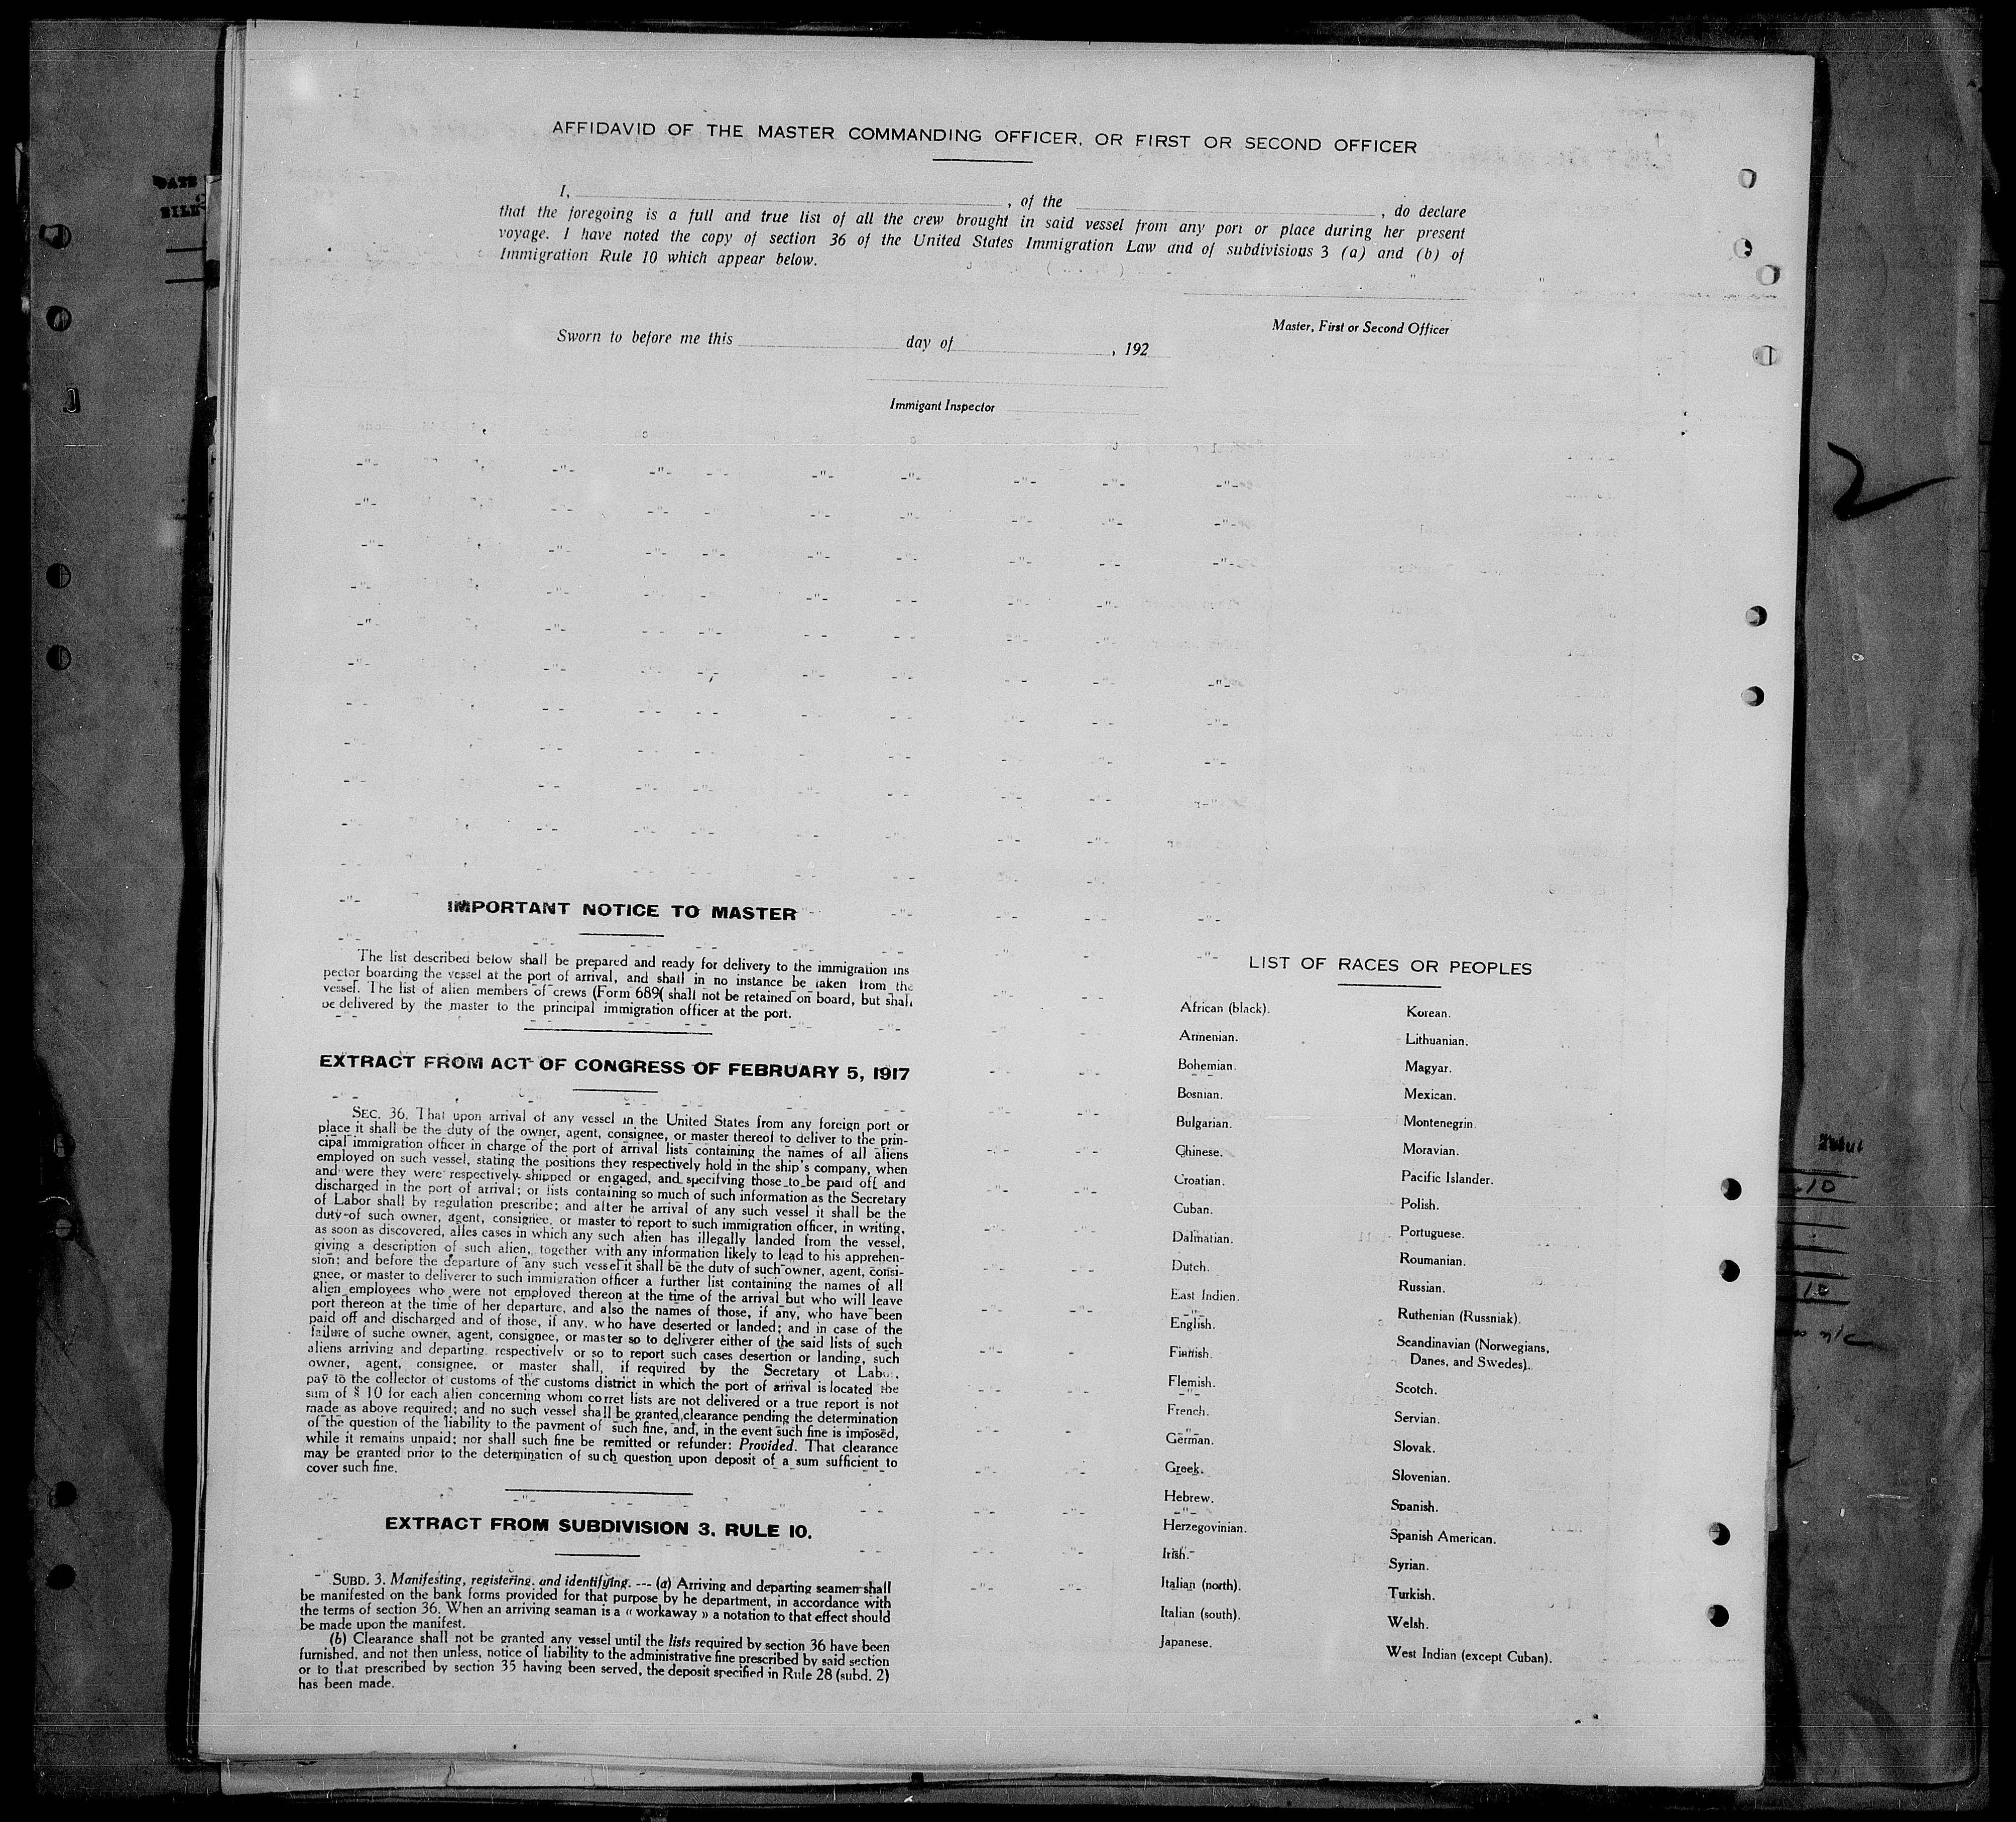 AFFIDAVID OF THE MASTER COMMANDING OFFICER, OR FIRST OR SECOND OFFICER
I, , of the , do declare
that the foregoing is a full and true list of all the crew brought in said vessel from any port or place during her present
voyage. I have noted the copy of section 36 of the United States Immigration Law and of subdivisions 3 (a) and (b) of
Immigration Rule 10 which appear below.
Master, First or Second Officer
Sworn to before me this day of , 192
Immigant Inspector
IMPORTANT NOTICE TO MASTER
The list described below shall be prepared and ready for delivery to the immigration ins
pector boarding the vessel at the port of arrival, and shall in no instance be taken from the
vessel. The list of alien members of crews (Form 689( shall not be retained on board, but shall
be delivered by the master to the principal immigration officer at the port.
EXTRACT FROM ACT OF CONGRESS OF FEBRUARY 5, 1917
SEC. 36. That upon arrival of any vessel in the United States from any foreign port or
place it shall be the duty of the owner, agent, consignee, or master thereof to deliver to the prin-
cipal immigration officer in charge of the port of arrival lists containing the names of all aliens
employed on such vessel, stating the positions they respectively hold in the ship's company, when
and were they were respectively shipped or engaged, and specifying those to be paid off and
discharged in the port of arrival; or lists containing so much of such information as the Secretary
of Labor shall by regulation prescribe; and after he arrival of any such vessel it shall be the
duty of such owner, agent, consignee, or master to report to such immigration officer, in writing,
as soon as discovered, alles cases in which any such alien has illegally landed from the vessel,
giving a description of such alien, together with any information likely to lead to his apprehen-
sion; and before the departure of any such vessel it shall be the duty of such owner, agent, consi-
gnee, or master to deliverer to such immigration officer a further list containing the names of all
alien employees who were not employed thereon at the time of the arrival but who will leave
port thereon at the time of her departure, and also the names of those, if any, who have been
paid off and discharged and of those, if any, who have deserted or landed; and in case of the
failure of suche owner, agent, consignee, or master so to deliverer either of the said lists of such
aliens arriving and departing respectively or so to report such cases desertion or landing, such
owner, agent, consignee, or master shall, if required by the Secretary of Labor,
pay to the collector of customs of the customs district in which the port of arrival is located the
sum of $ 10 for each alien concerning whom corret lists are not delivered or a true report is not
made as above required; and no such vessel shall be granted clearance pending the determination
of the question of the liability to the payment of such fine, and, in the event such fine is imposed,
while it remains unpaid; nor shall such fine be remitted or refunder: Provided. That clearance
may be granted prior to the determination of such question upon deposit of a sum sufficient to
cover such fine.
EXTRACT FROM SUBDIVISION 3, RULE 10.
SUBD. 3. Manifesting, registering, and identifying. --- (a) Arriving and departing seamen shall
be manifested on the bank forms provided for that purpose by he department, in accordance with
the terms of section 36. When an arriving seaman is a « workaway » a notation to that effect should
be made upon the manifest.
(b) Clearance shall not be granted any vessel until the lists required by section 36 have been
furnished, and not then unless, notice of liability to the administrative fine prescribed by said section
or to that prescribed by section 35 having been served, the deposit specified in Rule 28 (subd. 2)
has been made.
LIST OF RACES OR PEOPLES
African (black).
Armenian.
Bohemian.
Bosnian.
Bulgarian.
Chinese.
Croatian.
Cuban.
Dalmatian.
Dutch.
East Indien.
English.
Finnish.
Flemish.
French.
German.
Greek.
Hebrew.
Herzegovinian.
Irish.
Italian (north).
Italian (south).
Japanese.
Korean.
Lithuanian.
Magyar.
Mexican.
Montenegrin.
Moravian.
Pacific Islander.
Polish.
Portuguese.
Roumanian.
Russian.
Ruthenian (Russniak).
Scandinavian (Norwegians,
Danes, and Swedes).
Scotch.
Servian.
Slovak.
Slovenian.
Spanish.
Spanish American.
Syrian.
Turkish.
Welsh.
West Indian (except Cuban).
DATE
2
10
10